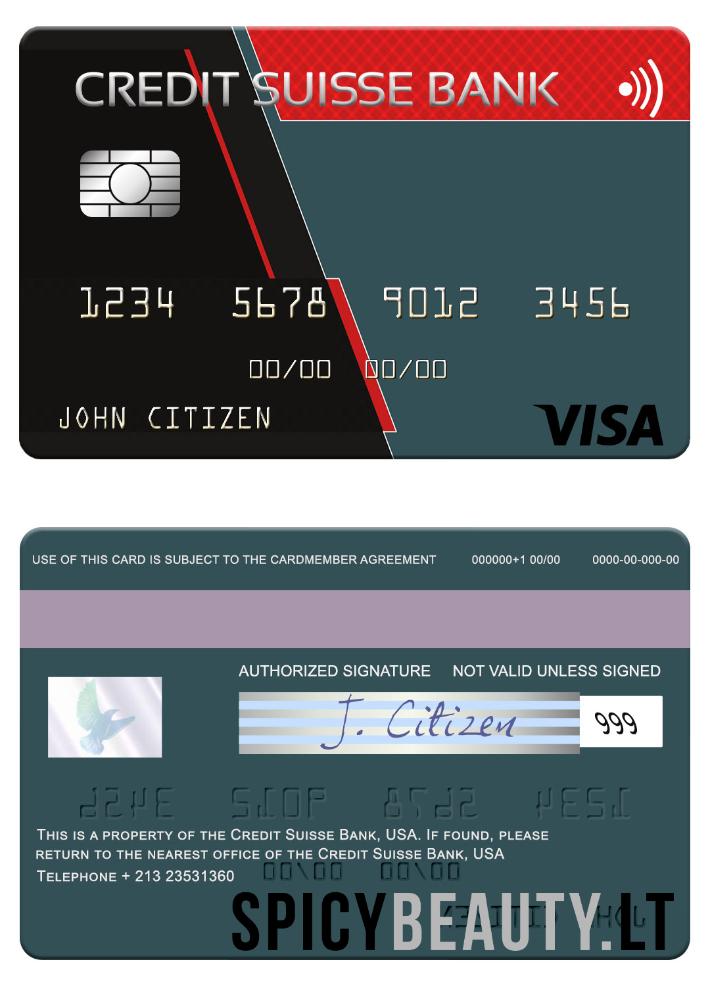 CREDIT SUISSE BANK
1234 5678 9012 3456
00/00 00/00
JOHN CITIZEN
VISA
USE OF THIS CARD IS SUBJECT TO THE CARDMEMBER AGREEMENT 000000+1 00/00 0000-00-000-00
AUTHORIZED SIGNATURE NOT VALID UNLESS SIGNED
J. Citizen 999
THIS IS A PROPERTY OF THE CREDIT SUISSE BANK, USA. IF FOUND, PLEASE
RETURN TO THE NEAREST OFFICE OF THE CREDIT SUISSE BANK, USA
TELEPHONE + 213 23531360
SPICYBEAUTY.LT